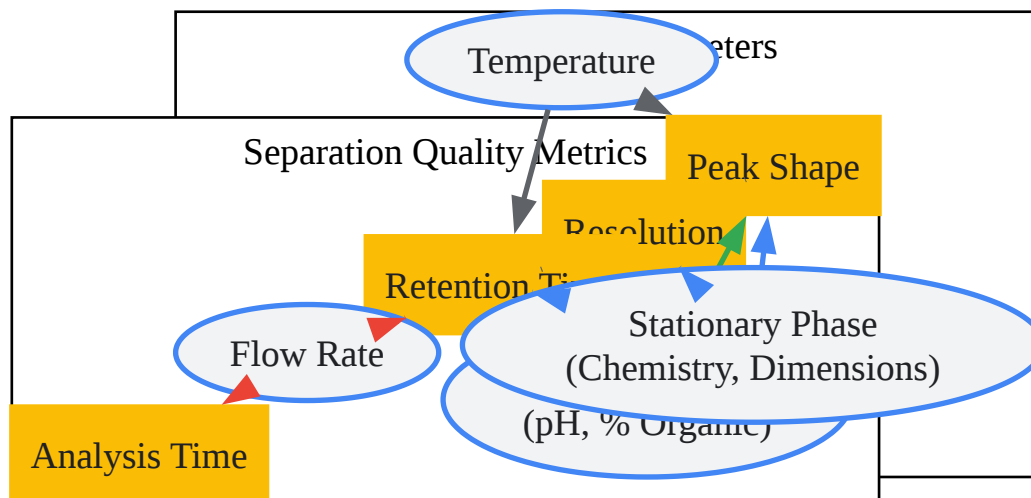 Temperature
eters
Separation Quality Metrics
Peak Shape
Resolution
Retention Ti
Stationary Phase
(Chemistry, Dimensions)
Flow Rate
(pH, % Organic)
Analysis Time